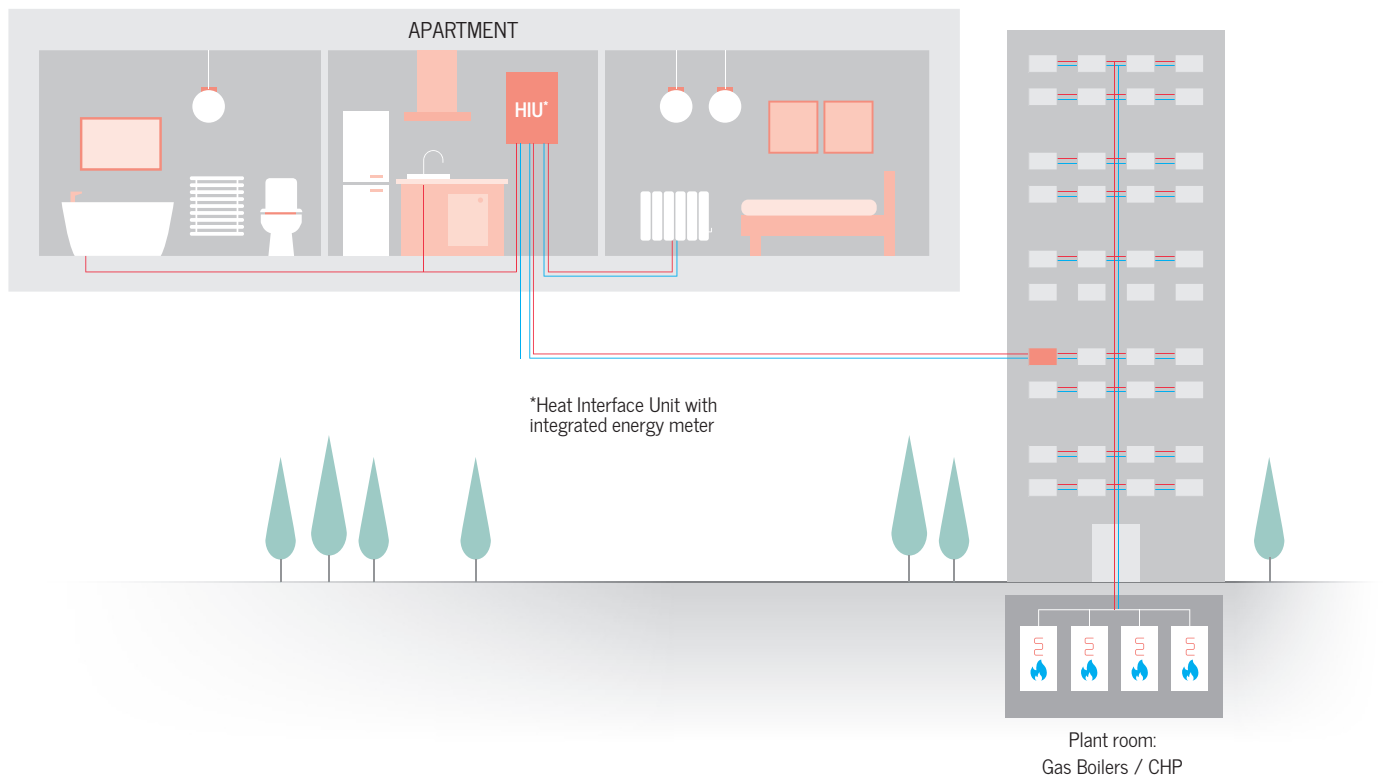 APARTMENT
HIU*
*Heat Interface Unit with
integrated energy meter
Plant room:
Gas Boilers / CHP